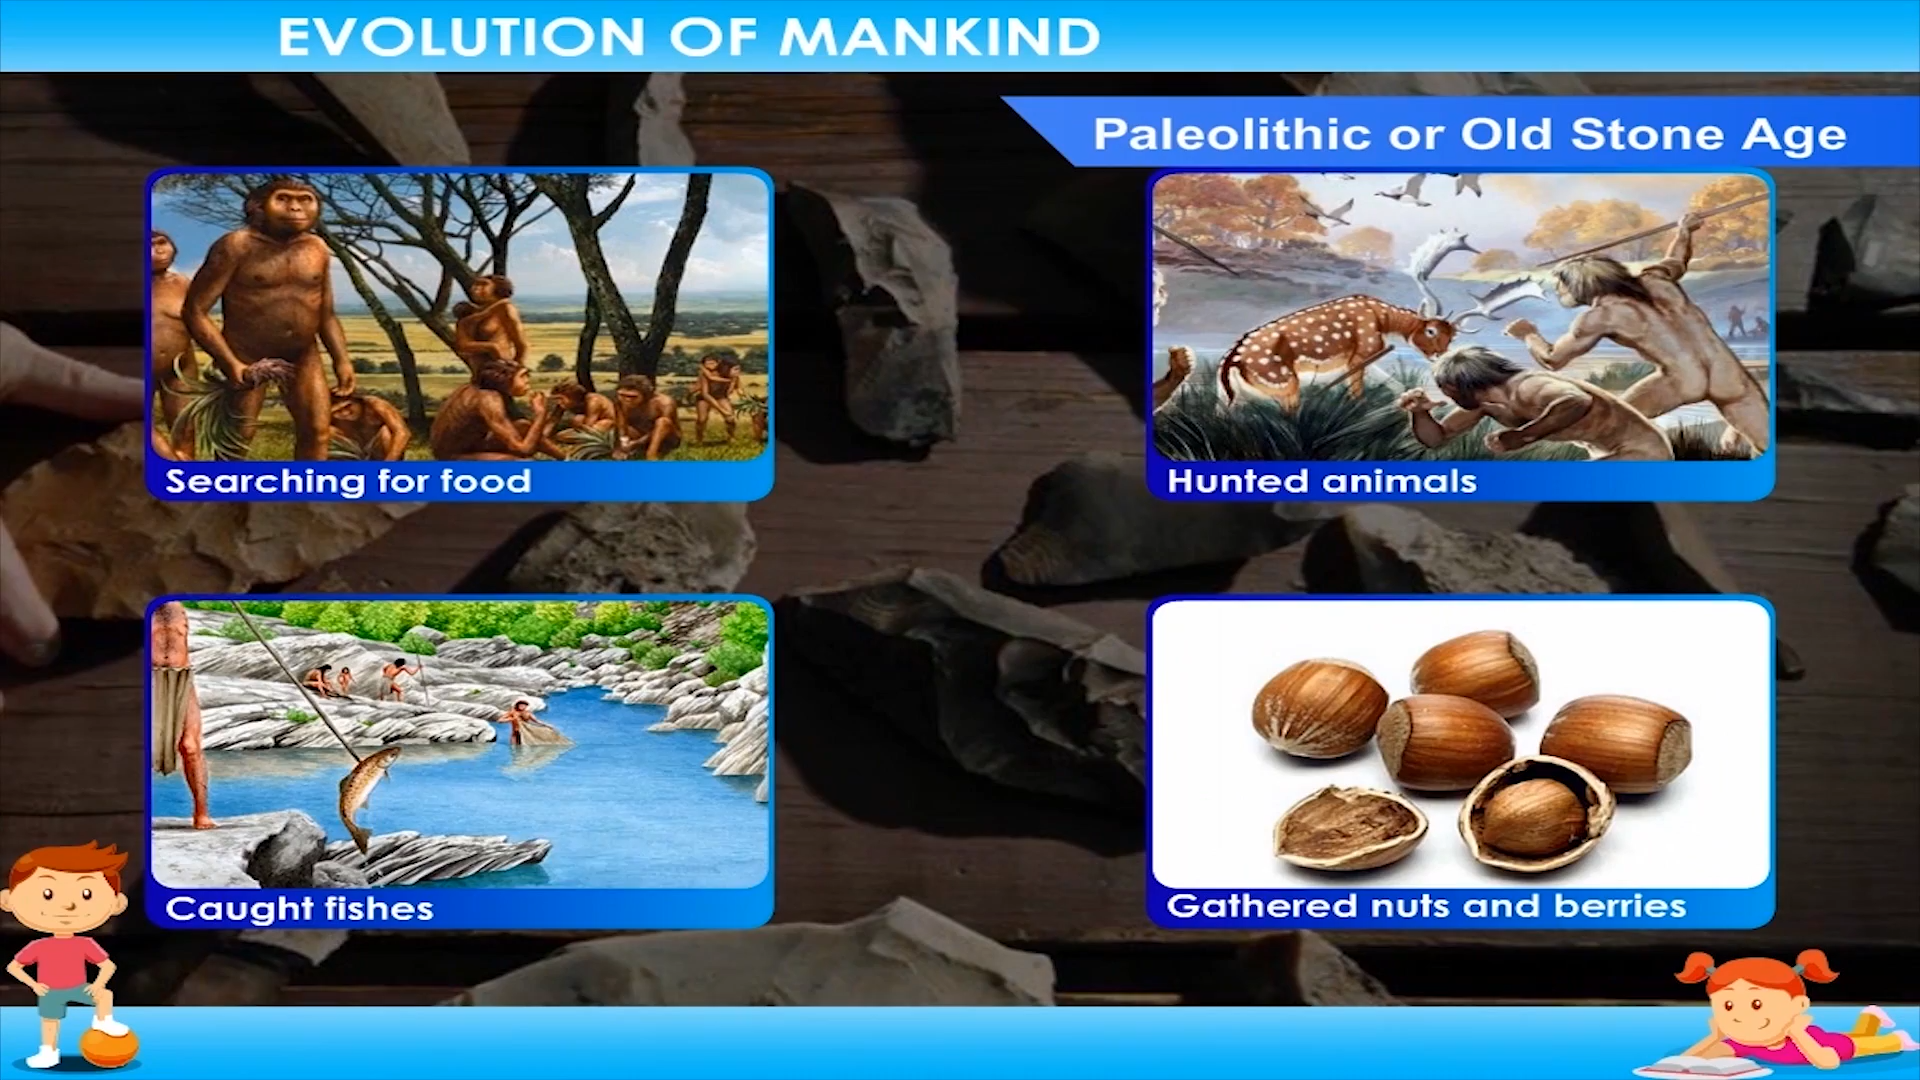 EVOLUTION OF MANKIND
Paleolithic or Old Stone Age
Searching for food
Hunted animals
Caught fishes
Gathered nuts and berries